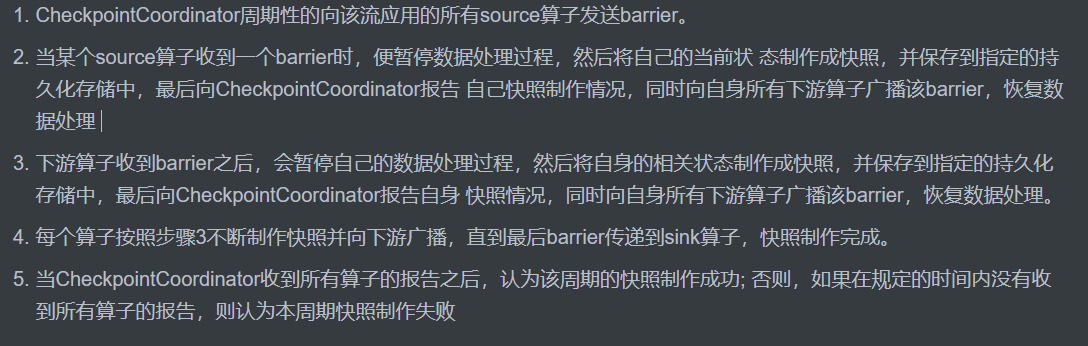 1. CheckpointCoordinator周期性的向该流应用的所有source算子发送barrier。
2. 当某个source算子收到一个barrier时，便暂停数据处理过程，然后将自己的当前状 态制作成快照，并保存到指定的持
久化存储中，最后向CheckpointCoordinator报告 自己快照制作情况，同时向自身所有下游算子广播该barrier，恢复数
据处理
3. 下游算子收到barrier之后，会暂停自己的数据处理过程，然后将自身的相关状态制作成快照，并保存到指定的持久化
存储中，最后向CheckpointCoordinator报告自身 快照情况，同时向自身所有下游算子广播该barrier，恢复数据处理。
4. 每个算子按照步骤3不断制作快照并向下游广播，直到最后barrier传递到sink算子，快照制作完成。
5. 当CheckpointCoordinator收到所有算子的报告之后，认为该周期的快照制作成功; 否则，如果在规定的时间内没有收
到所有算子的报告，则认为本周期快照制作失败